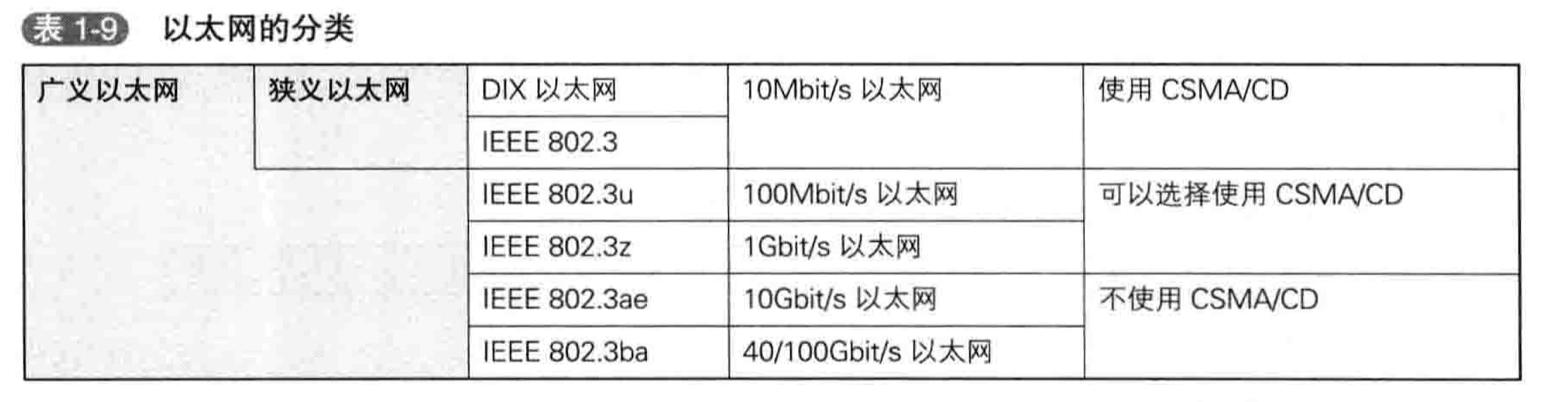 表 1-9 以太网的分类
广义以太网 狭义以太网 DIX 以太网 10Mbit/s 以太网 使用 CSMA/CD
IEEE 802.3
IEEE 802.3u 100Mbit/s 以太网 可以选择使用 CSMA/CD
IEEE 802.3z 1Gbit/s 以太网
IEEE 802.3ae 10Gbit/s 以太网 不使用 CSMA/CD
IEEE 802.3ba 40/100Gbit/s 以太网